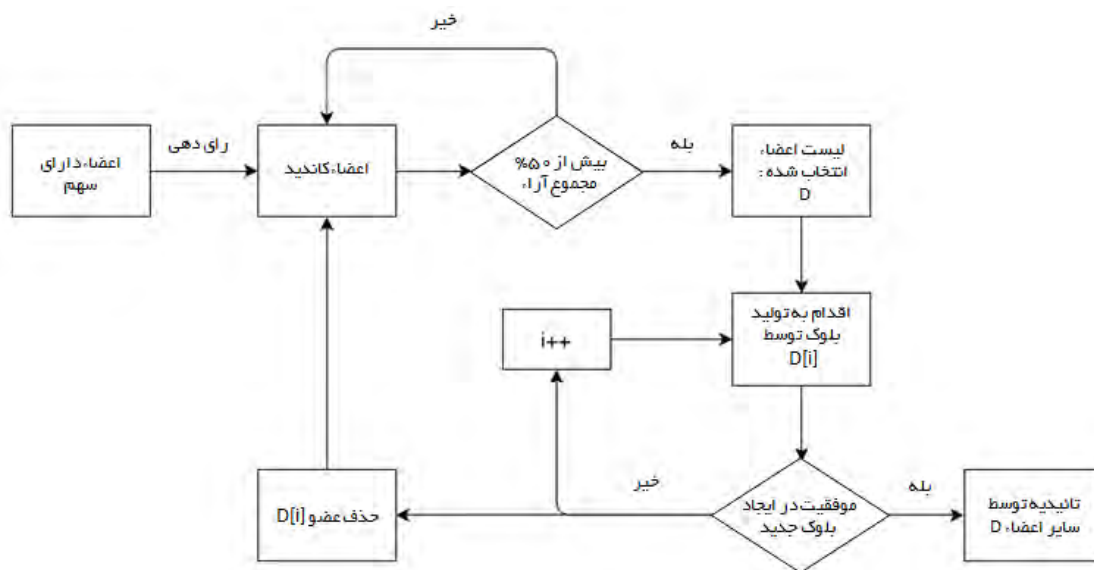 خیر
اعضاء دارای
سهم
رای دهی
اعضاء کاندید
بیش از ۵۰%
مجموع آراء
بله
لیست اعضاء
انتخاب شده :
D
اقدام به تولید
بلوک توسط
D[i]
i++
موفقیت در ایجاد
بلوک جدید
خیر
حذف عضو D[i]
بله
تائیدیه توسط
سایر اعضاء D